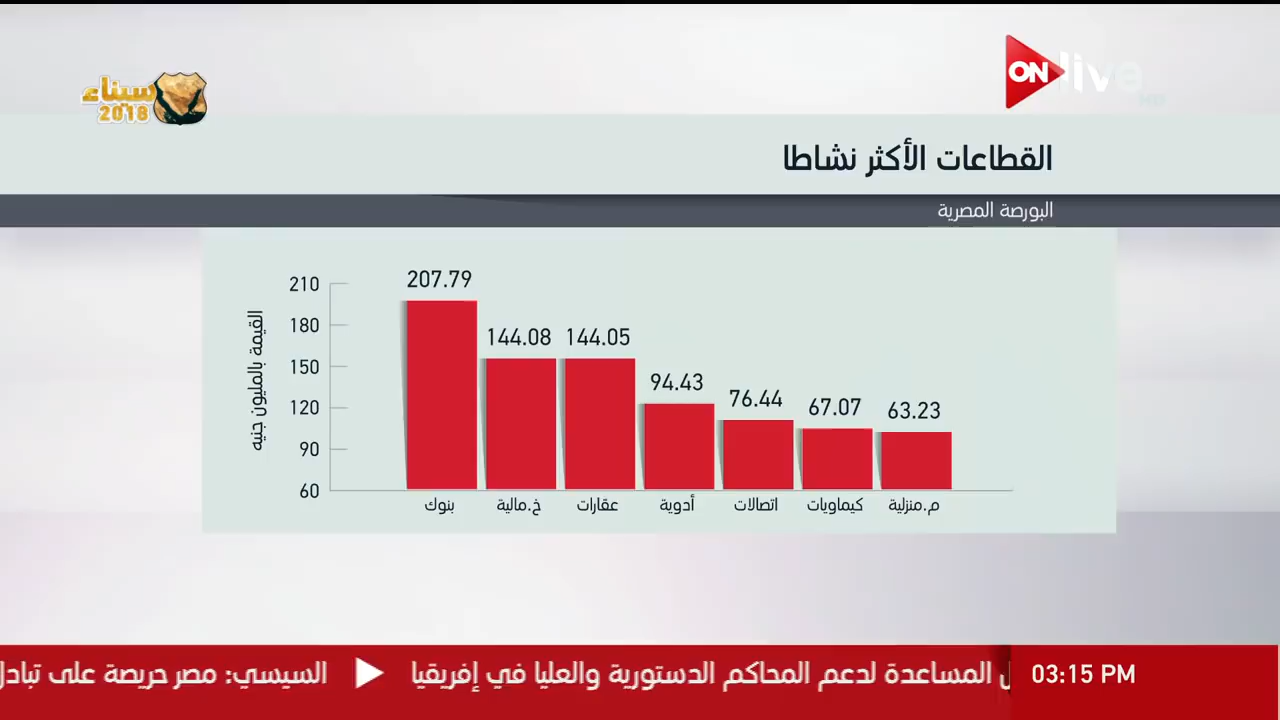 سيناء
2018
ON live
القطاعات الأكثر نشاطا
البورصة المصرية
القيمة بالمليون جنيه
210
180
150
120
90
60
207.79
144.08
144.05
94.43
76.44
67.07
63.23
بنوك
خ.مالية
عقارات
أدوية
اتصالات
كيماويات
م.منزلية
03:15 PM
المساعدة لدعم المحاكم الدستورية والعليا في إفريقيا
السيسي: مصر حريصة على تبادل